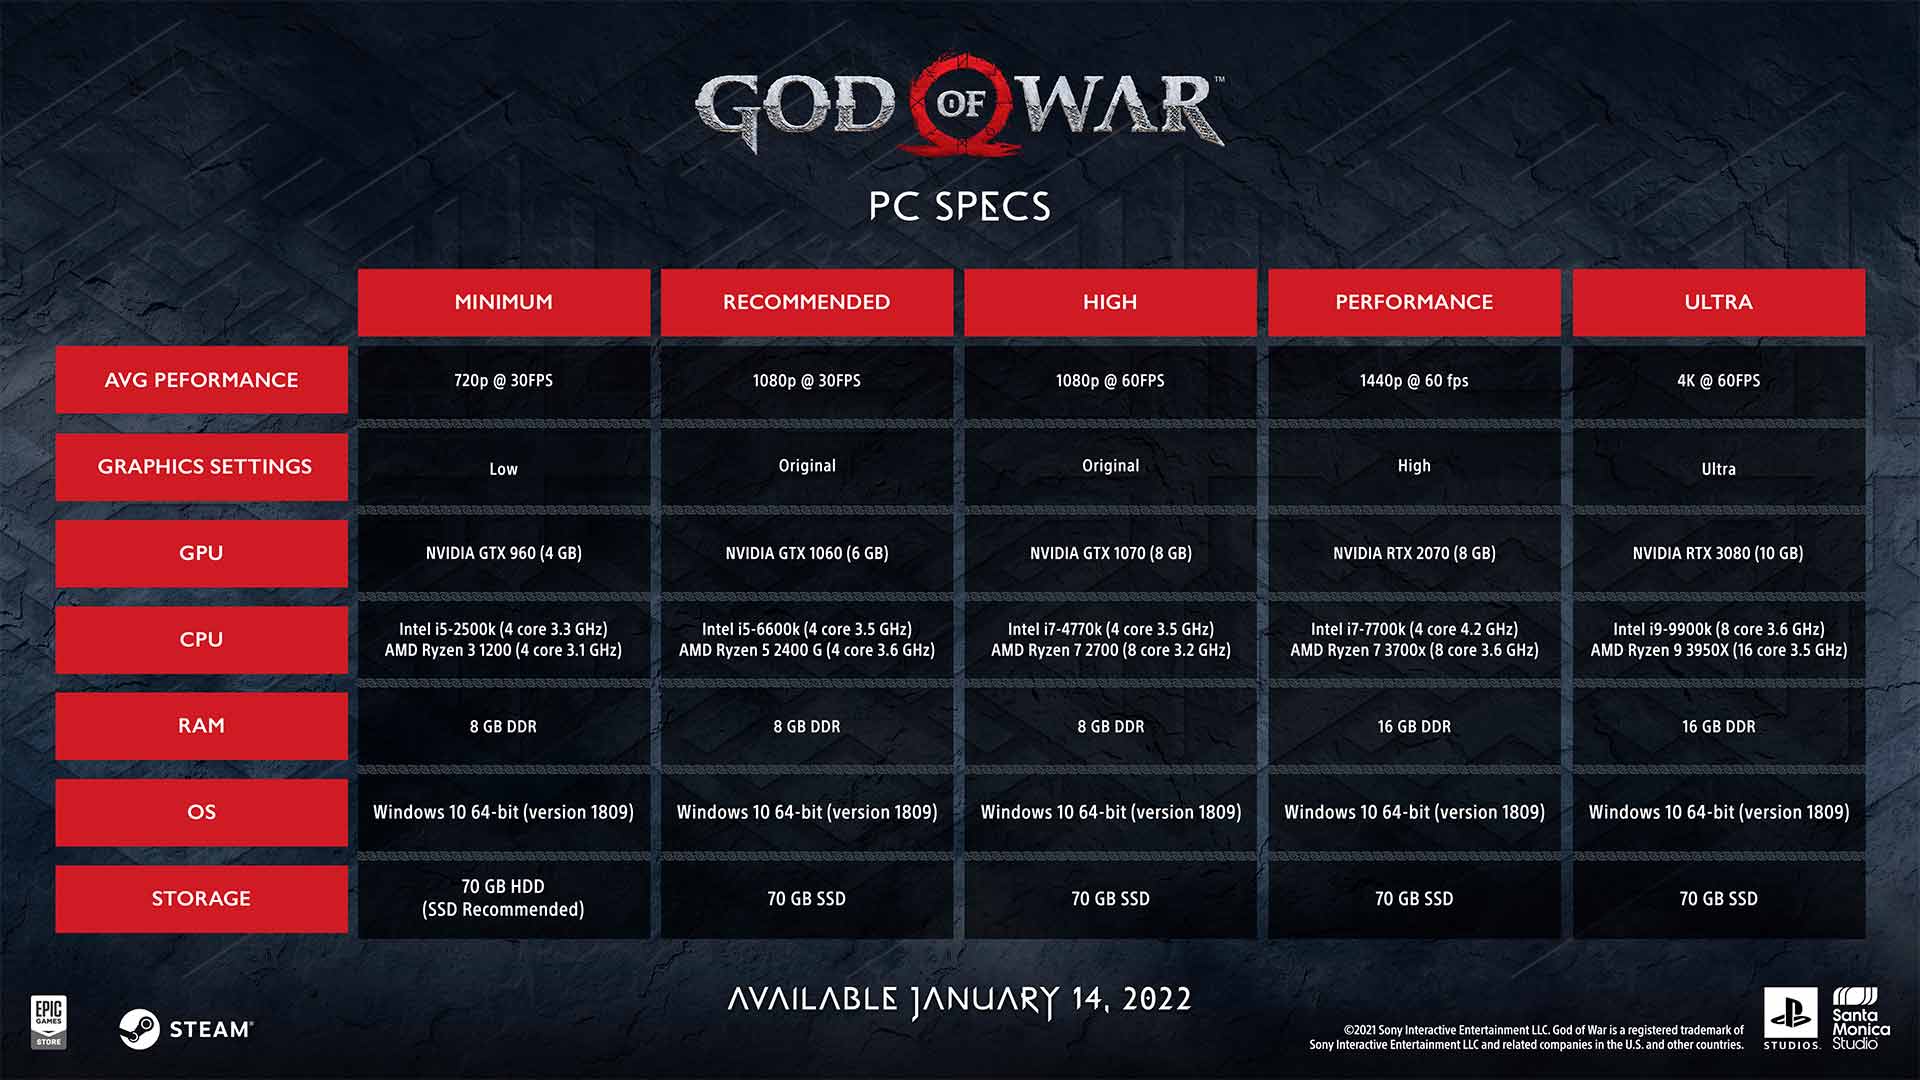 GOD OF WAR™
PC SPECS
MINIMUM RECOMMENDED HIGH PERFORMANCE ULTRA
AVG PEFORMANCE 720p @ 30FPS 1080p @ 30FPS 1080p @ 60FPS 1440p @ 60 fps 4K @ 60FPS
GRAPHICS SETTINGS Low Original Original High Ultra
GPU NVIDIA GTX 960 (4 GB) NVIDIA GTX 1060 (6 GB) NVIDIA GTX 1070 (8 GB) NVIDIA RTX 2070 (8 GB) NVIDIA RTX 3080 (10 GB)
CPU
Intel i5-2500k (4 core 3.3 GHz) Intel i5-6600k (4 core 3.5 GHz) Intel i7-4770k (4 core 3.5 GHz) Intel i7-7700k (4 core 4.2 GHz) Intel i9-9900k (8 core 3.6 GHz)
AMD Ryzen 3 1200 (4 core 3.1 GHz) AMD Ryzen 5 2400 G (4 core 3.6 GHz) AMD Ryzen 7 2700 (8 core 3.2 GHz) AMD Ryzen 7 3700x (8 core 3.6 GHz) AMD Ryzen 9 3950X (16 core 3.5 GHz)
RAM 8 GB DDR 8 GB DDR 8 GB DDR 16 GB DDR 16 GB DDR
OS Windows 10 64-bit (version 1809) Windows 10 64-bit (version 1809) Windows 10 64-bit (version 1809) Windows 10 64-bit (version 1809) Windows 10 64-bit (version 1809)
STORAGE 70 GB HDD 70 GB SSD 70 GB SSD 70 GB SSD 70 GB SSD
(SSD Recommended)
AVAILABLE JANUARY 14, 2022
EPIC
GAMES
STORE
STEAM®
©2021 Sony Interactive Entertainment LLC. God of War is a registered trademark of
Sony Interactive Entertainment LLC and related companies in the U.S. and other countries.
STUDIOS.
Santa
Monica
Studio